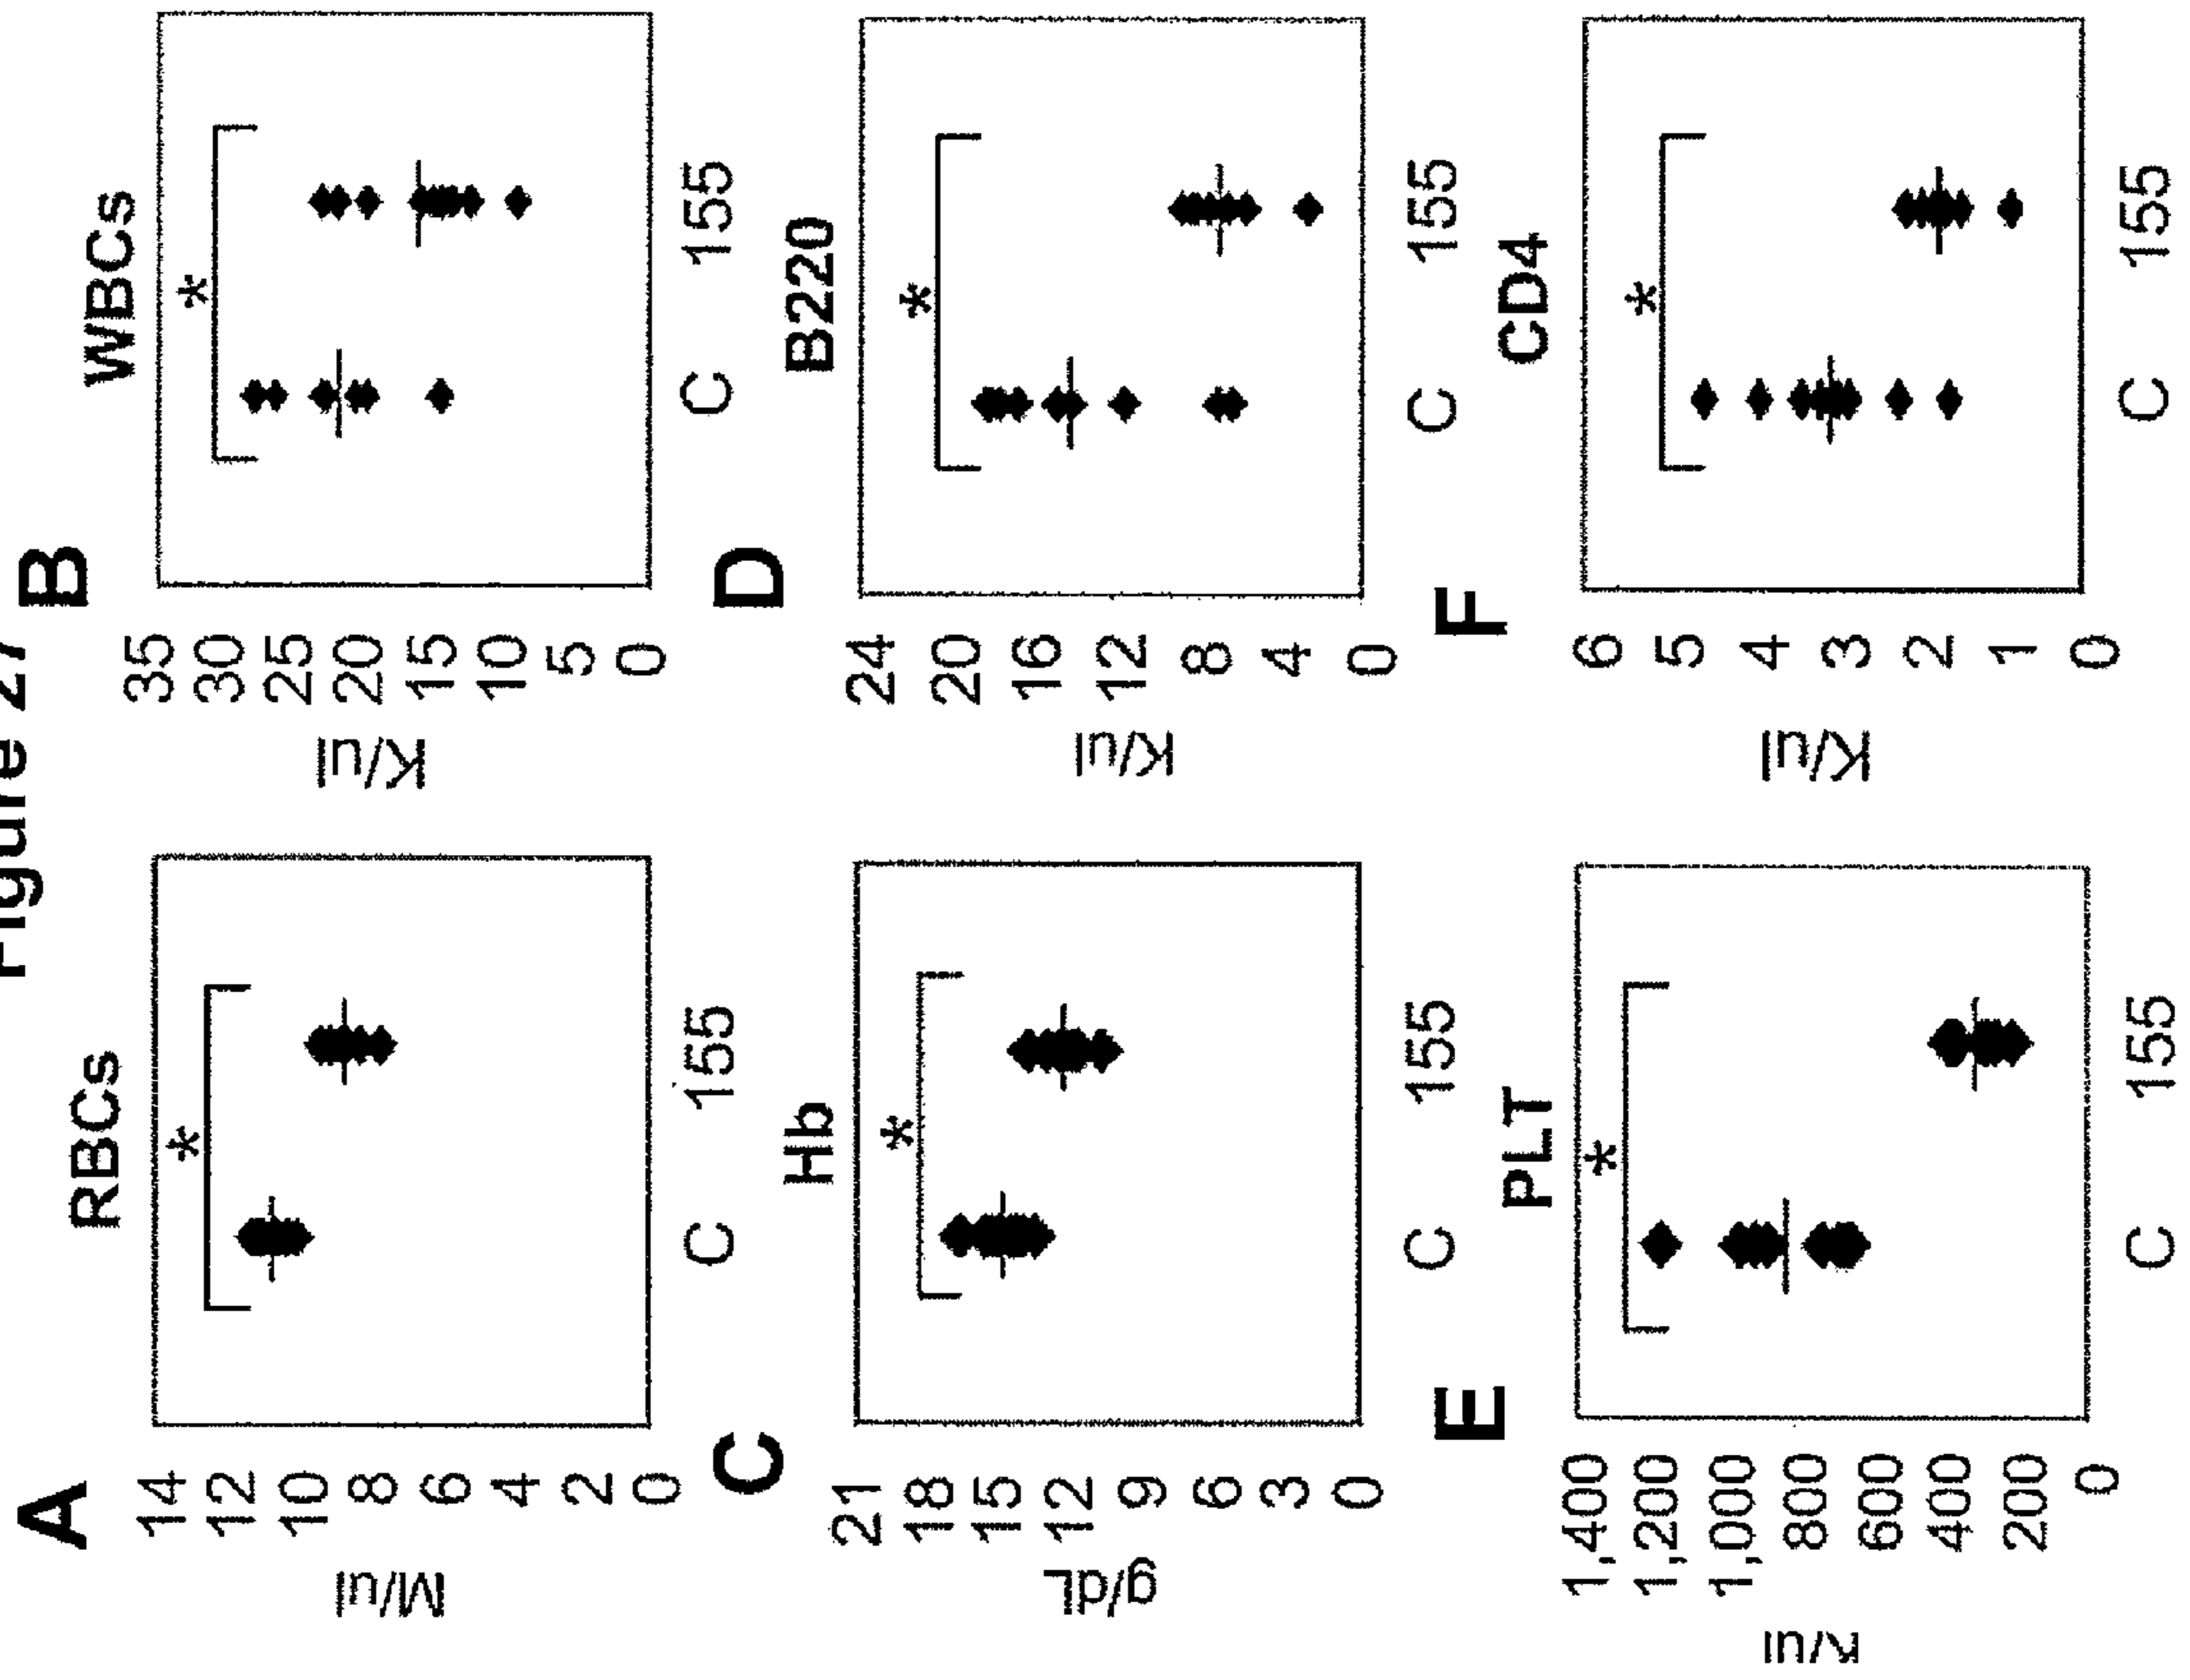 Figure 27
A
RBCs
M/ul
14
12
10
8
6
4
2
0
*
C 155
B
WBCs
K/ul
35
30
25
20
15
10
5
0
*
C 155
C
Hb
g/dL
21
18
15
12
9
6
3
0
*
C 155
D
B220
K/ul
24
20
16
12
8
4
0
*
C 155
E
PLT
K/ul
1,400
1,200
1,000
800
600
400
200
0
*
C 155
F
CD4
K/ul
6
5
4
3
2
1
0
*
C 155